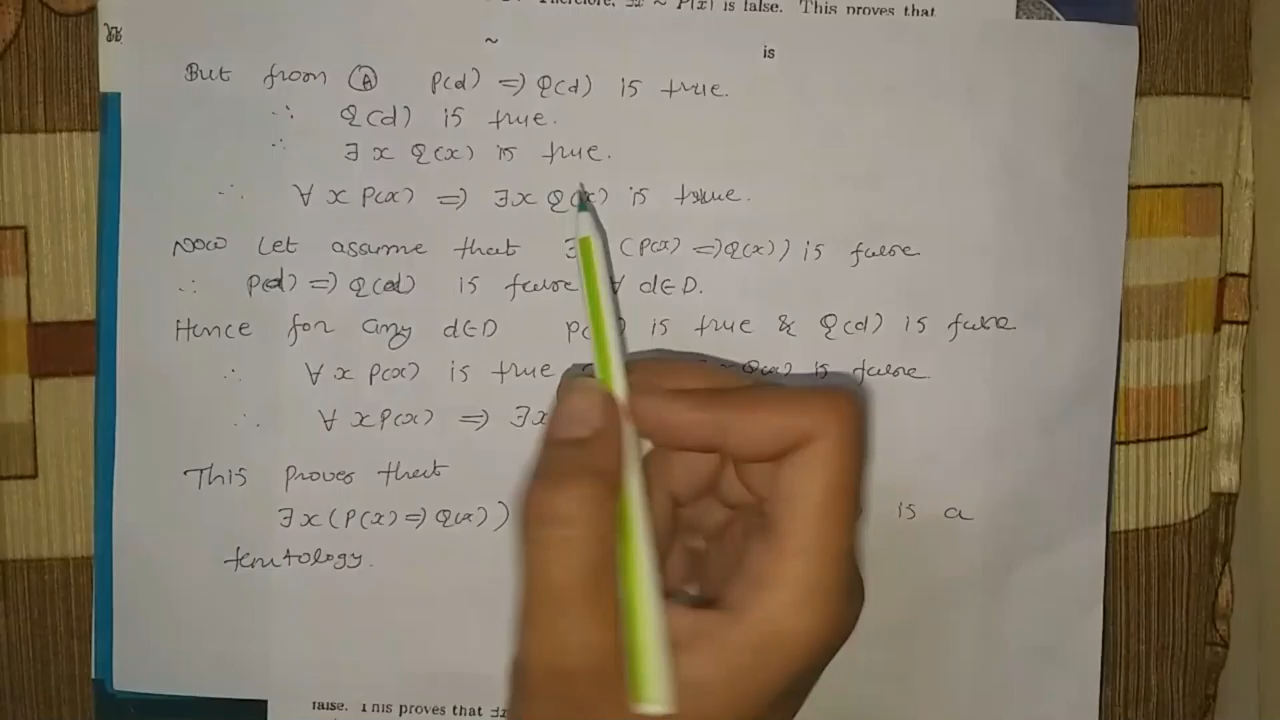 Therefore, ∃x ~ P(x) is false. This proves that
~ is
But from Ⓐ P(d) ⇒ Q(d) is true.
∴ Q(d) is true.
∴ ∃x Q(x) is true.
∴ ∀x P(x) ⇒ ∃x Q(x) is true.
Now Let assume that ∃ (P(x) ⇒ Q(x)) is false
∴ P(d) ⇒ Q(d) is false ∀ d∈D.
Hence for any d∈D P( is true & Q(d) is false
∴ ∀x P(x) is true Q(x) is false.
∴ ∀x P(x) ⇒ ∃x
This proves that
∃x (P(x) ⇒ Q(x)) is a
tautology.
false. This proves that ∃x